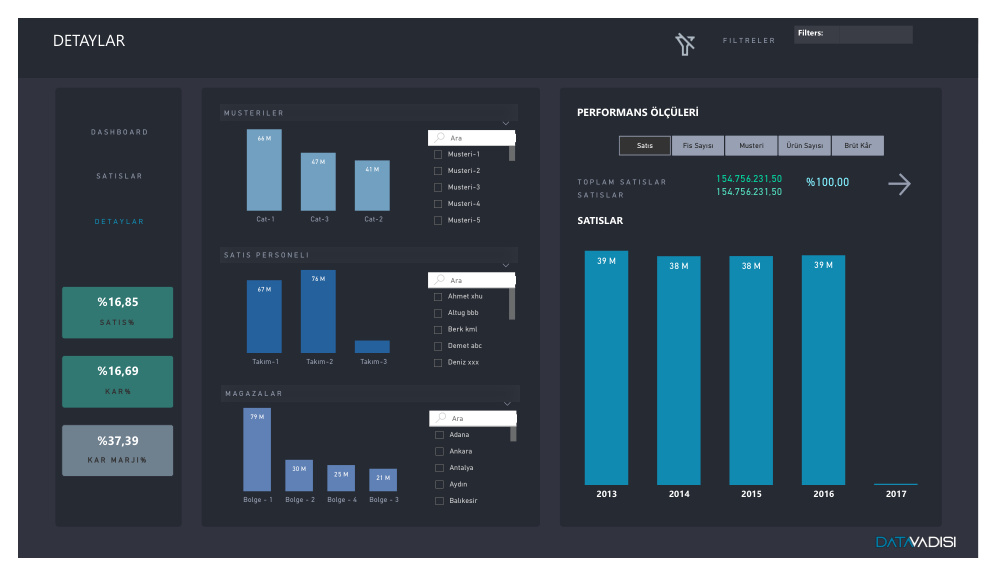 DETAYLAR
FILTRELER
Filters:
DASHBOARD
SATISLAR
DETAYLAR
%16,85
SATIS%
%16,69
KAR%
%37,39
KAR MARJI%
MUSTERILER
66 M
47 M
41 M
Cat-1
Cat-3
Cat-2
Ara
Musteri-1
Musteri-2
Musteri-3
Musteri-4
Musteri-5
SATIS PERSONELI
67 M
76 M
Takım-1
Takım-2
Takım-3
Ara
Ahmet xhu
Altug bbb
Berk kml
Demet abc
Deniz xxx
MAGAZALAR
79 M
30 M
25 M
21 M
Bolge - 1
Bolge - 2
Bolge - 4
Bolge - 3
Ara
Adana
Ankara
Antalya
Aydın
Balıkesir
PERFORMANS ÖLÇÜLERİ
Satıs
Fis Sayısı
Musteri
Ürün Sayısı
Brüt Kâr
TOPLAM SATISLAR
154.756.231,50
SATISLAR
154.756.231,50
%100,00
SATISLAR
39 M
38 M
38 M
39 M
2013
2014
2015
2016
2017
DATAVADISI